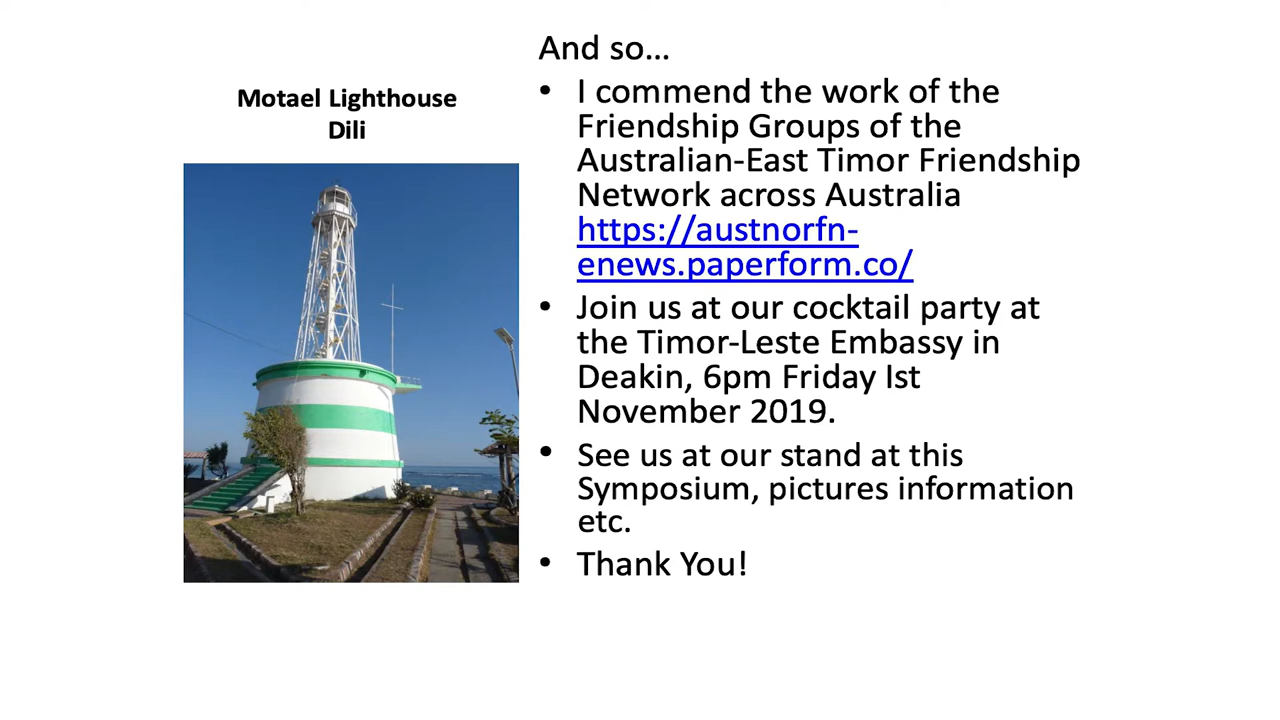 Motael Lighthouse
Dili
And so…
• I commend the work of the
Friendship Groups of the
Australian-East Timor Friendship
Network across Australia
https://austnorfn-
enews.paperform.co/
• Join us at our cocktail party at
the Timor-Leste Embassy in
Deakin, 6pm Friday Ist
November 2019.
• See us at our stand at this
Symposium, pictures information
etc.
• Thank You!